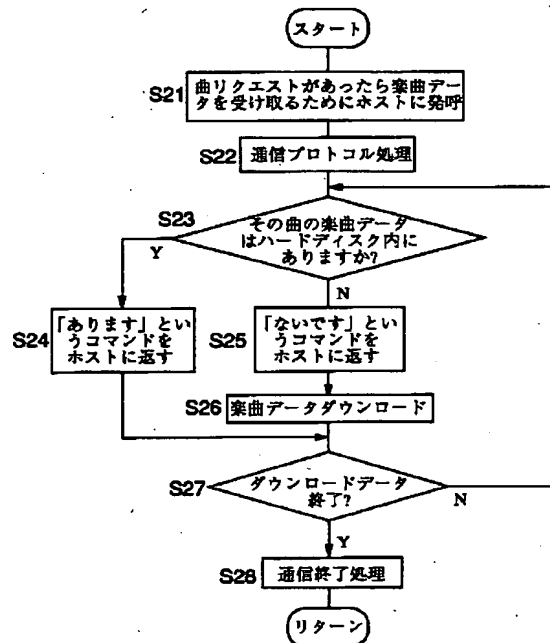 スタート
S21
曲リクエストがあったら楽曲デー
タを受け取るためにホストに発呼
S22
通信プロトコル処理
S23
その曲の楽曲データ
はハードディスク内に
ありますか?
Y
N
S24
「あります」とい
うコマンドを
ホストに返す
S25
「ないです」とい
うコマンドを
ホストに返す
S26
楽曲データダウンロード
S27
ダウンロードデータ
終了?
N
Y
S28
通信終了処理
リターン